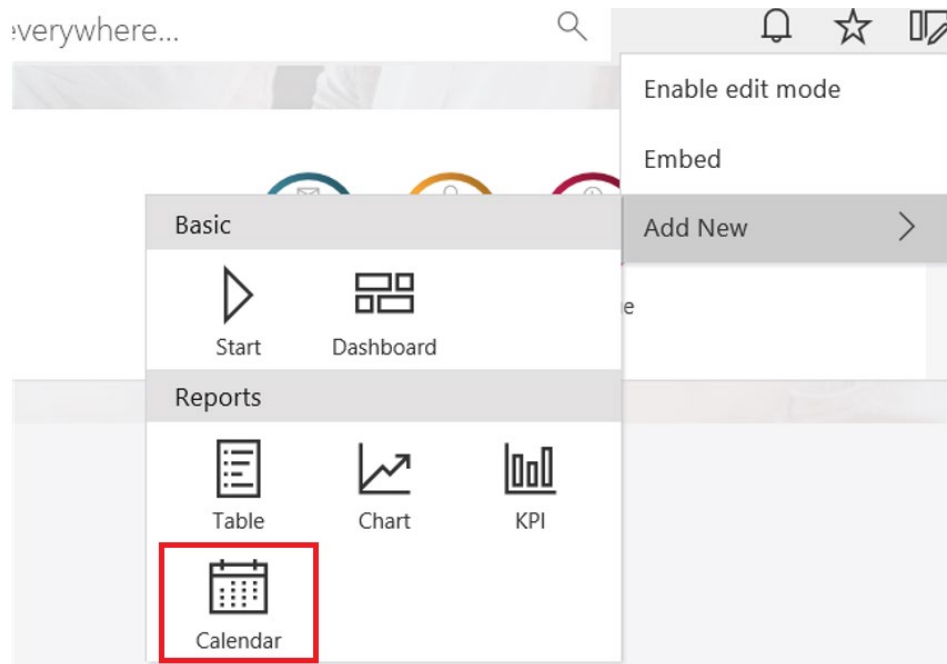 everywhere...
Enable edit mode
Embed
Add New
Basic
Start
Dashboard
e
Reports
Table
Chart
KPI
Calendar